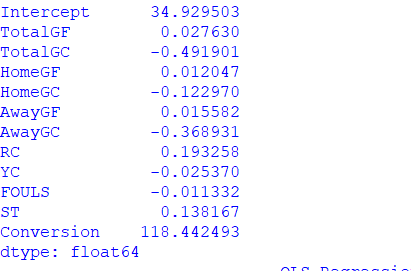 Intercept 34.929503
TotalGF 0.027630
TotalGC -0.491901
HomeGF 0.012047
HomeGC -0.122970
AwayGF 0.015582
AwayGC -0.368931
RC 0.193258
YC -0.025370
FOULS -0.011332
ST 0.138167
Conversion 118.442493
dtype: float64
OLS